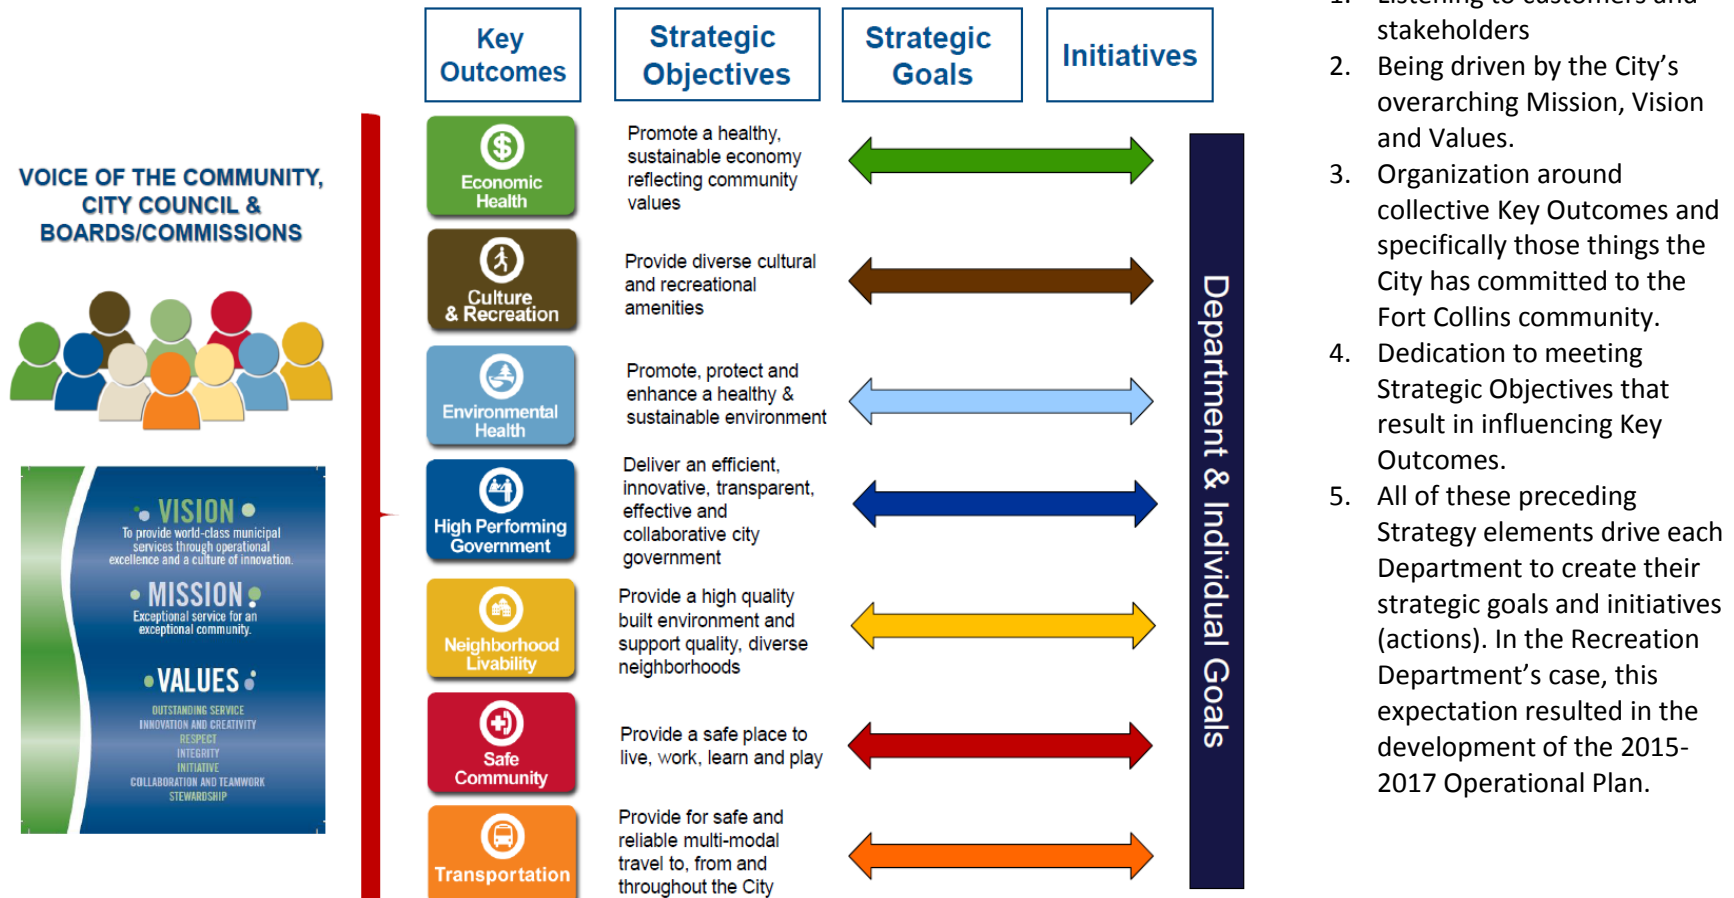 VOICE OF THE COMMUNITY,
CITY COUNCIL &
BOARDS/COMMISSIONS
VISION
To provide world-class municipal
services through operational
excellence and a culture of innovation.
MISSION
Exceptional service for an
exceptional community.
VALUES
OUTSTANDING SERVICE
INNOVATION AND CREATIVITY
RESPECT
INTEGRITY
INITIATIVE
COLLABORATION AND TEAMWORK
STEWARDSHIP
Key
Outcomes
Strategic
Objectives
Strategic
Goals
Initiatives
Economic
Health
Promote a healthy,
sustainable economy
reflecting community
values
Culture
& Recreation
Provide diverse cultural
and recreational
amenities
Environmental
Health
Promote, protect and
enhance a healthy &
sustainable environment
High Performing
Government
Deliver an efficient,
innovative, transparent,
effective and
collaborative city
government
Neighborhood
Livability
Provide a high quality
built environment and
support quality, diverse
neighborhoods
Safe
Community
Provide a safe place to
live, work, learn and play
Transportation
Provide for safe and
reliable multi-modal
travel to, from and
throughout the City
Department & Individual Goals
1. Listening to customers and
stakeholders
2. Being driven by the City’s
overarching Mission, Vision
and Values.
3. Organization around
collective Key Outcomes and
specifically those things the
City has committed to the
Fort Collins community.
4. Dedication to meeting
Strategic Objectives that
result in influencing Key
Outcomes.
5. All of these preceding
Strategy elements drive each
Department to create their
strategic goals and initiatives
(actions). In the Recreation
Department’s case, this
expectation resulted in the
development of the 2015-
2017 Operational Plan.